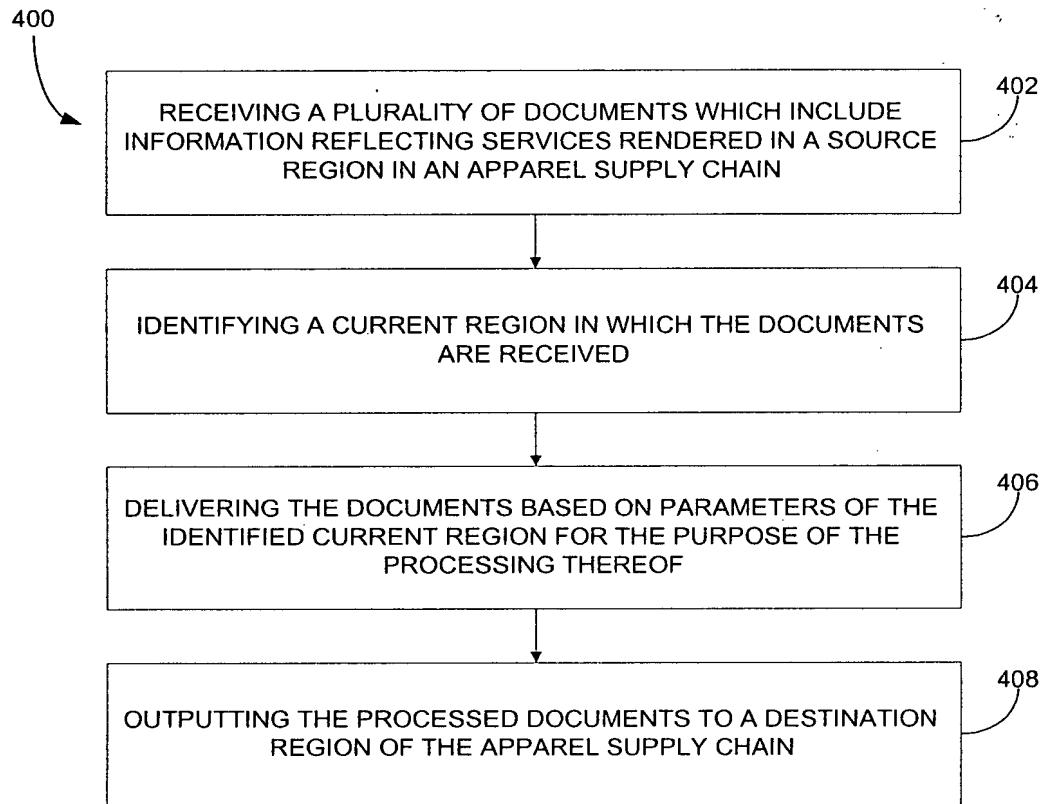 400
RECEIVING A PLURALITY OF DOCUMENTS WHICH INCLUDE
INFORMATION REFLECTING SERVICES RENDERED IN A SOURCE
REGION IN AN APPAREL SUPPLY CHAIN
402
IDENTIFYING A CURRENT REGION IN WHICH THE DOCUMENTS
ARE RECEIVED
404
DELIVERING THE DOCUMENTS BASED ON PARAMETERS OF THE
IDENTIFIED CURRENT REGION FOR THE PURPOSE OF THE
PROCESSING THEREOF
406
OUTPUTTING THE PROCESSED DOCUMENTS TO A DESTINATION
REGION OF THE APPAREL SUPPLY CHAIN
408